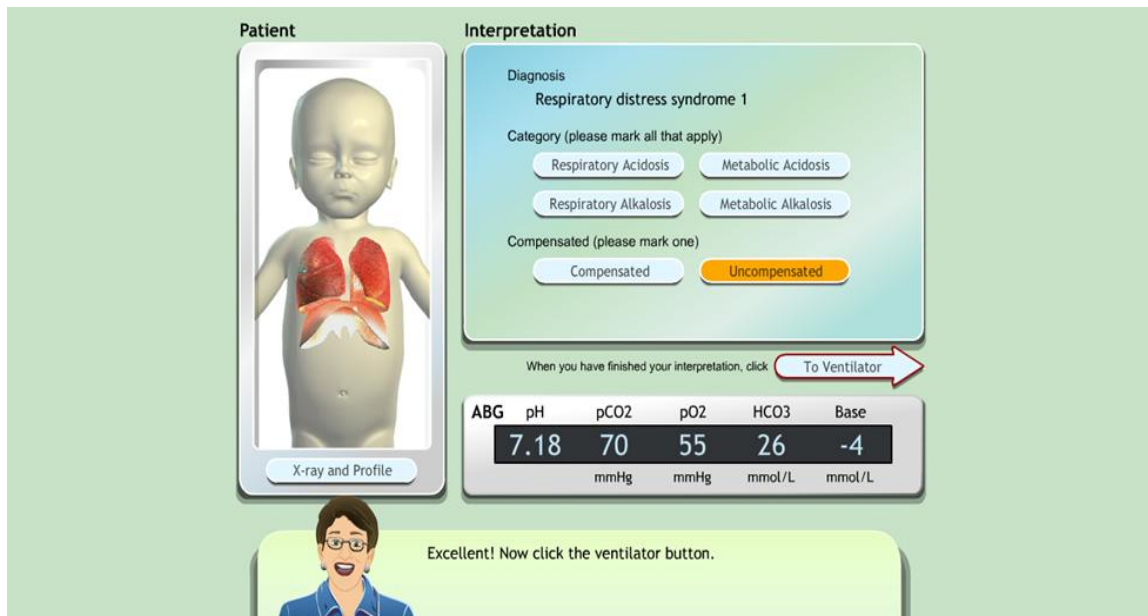 Patient
X-ray and Profile
Interpretation
Diagnosis
Respiratory distress syndrome 1
Category (please mark all that apply)
Respiratory Acidosis Metabolic Acidosis
Respiratory Alkalosis Metabolic Alkalosis
Compensated (please mark one)
Compensated Uncompensated
When you have finished your interpretation, click To Ventilator
ABG pH pCO2 pO2 HCO3 Base
7.18 70 55 26 -4
mmHg mmHg mmol/L mmol/L
Excellent! Now click the ventilator button.